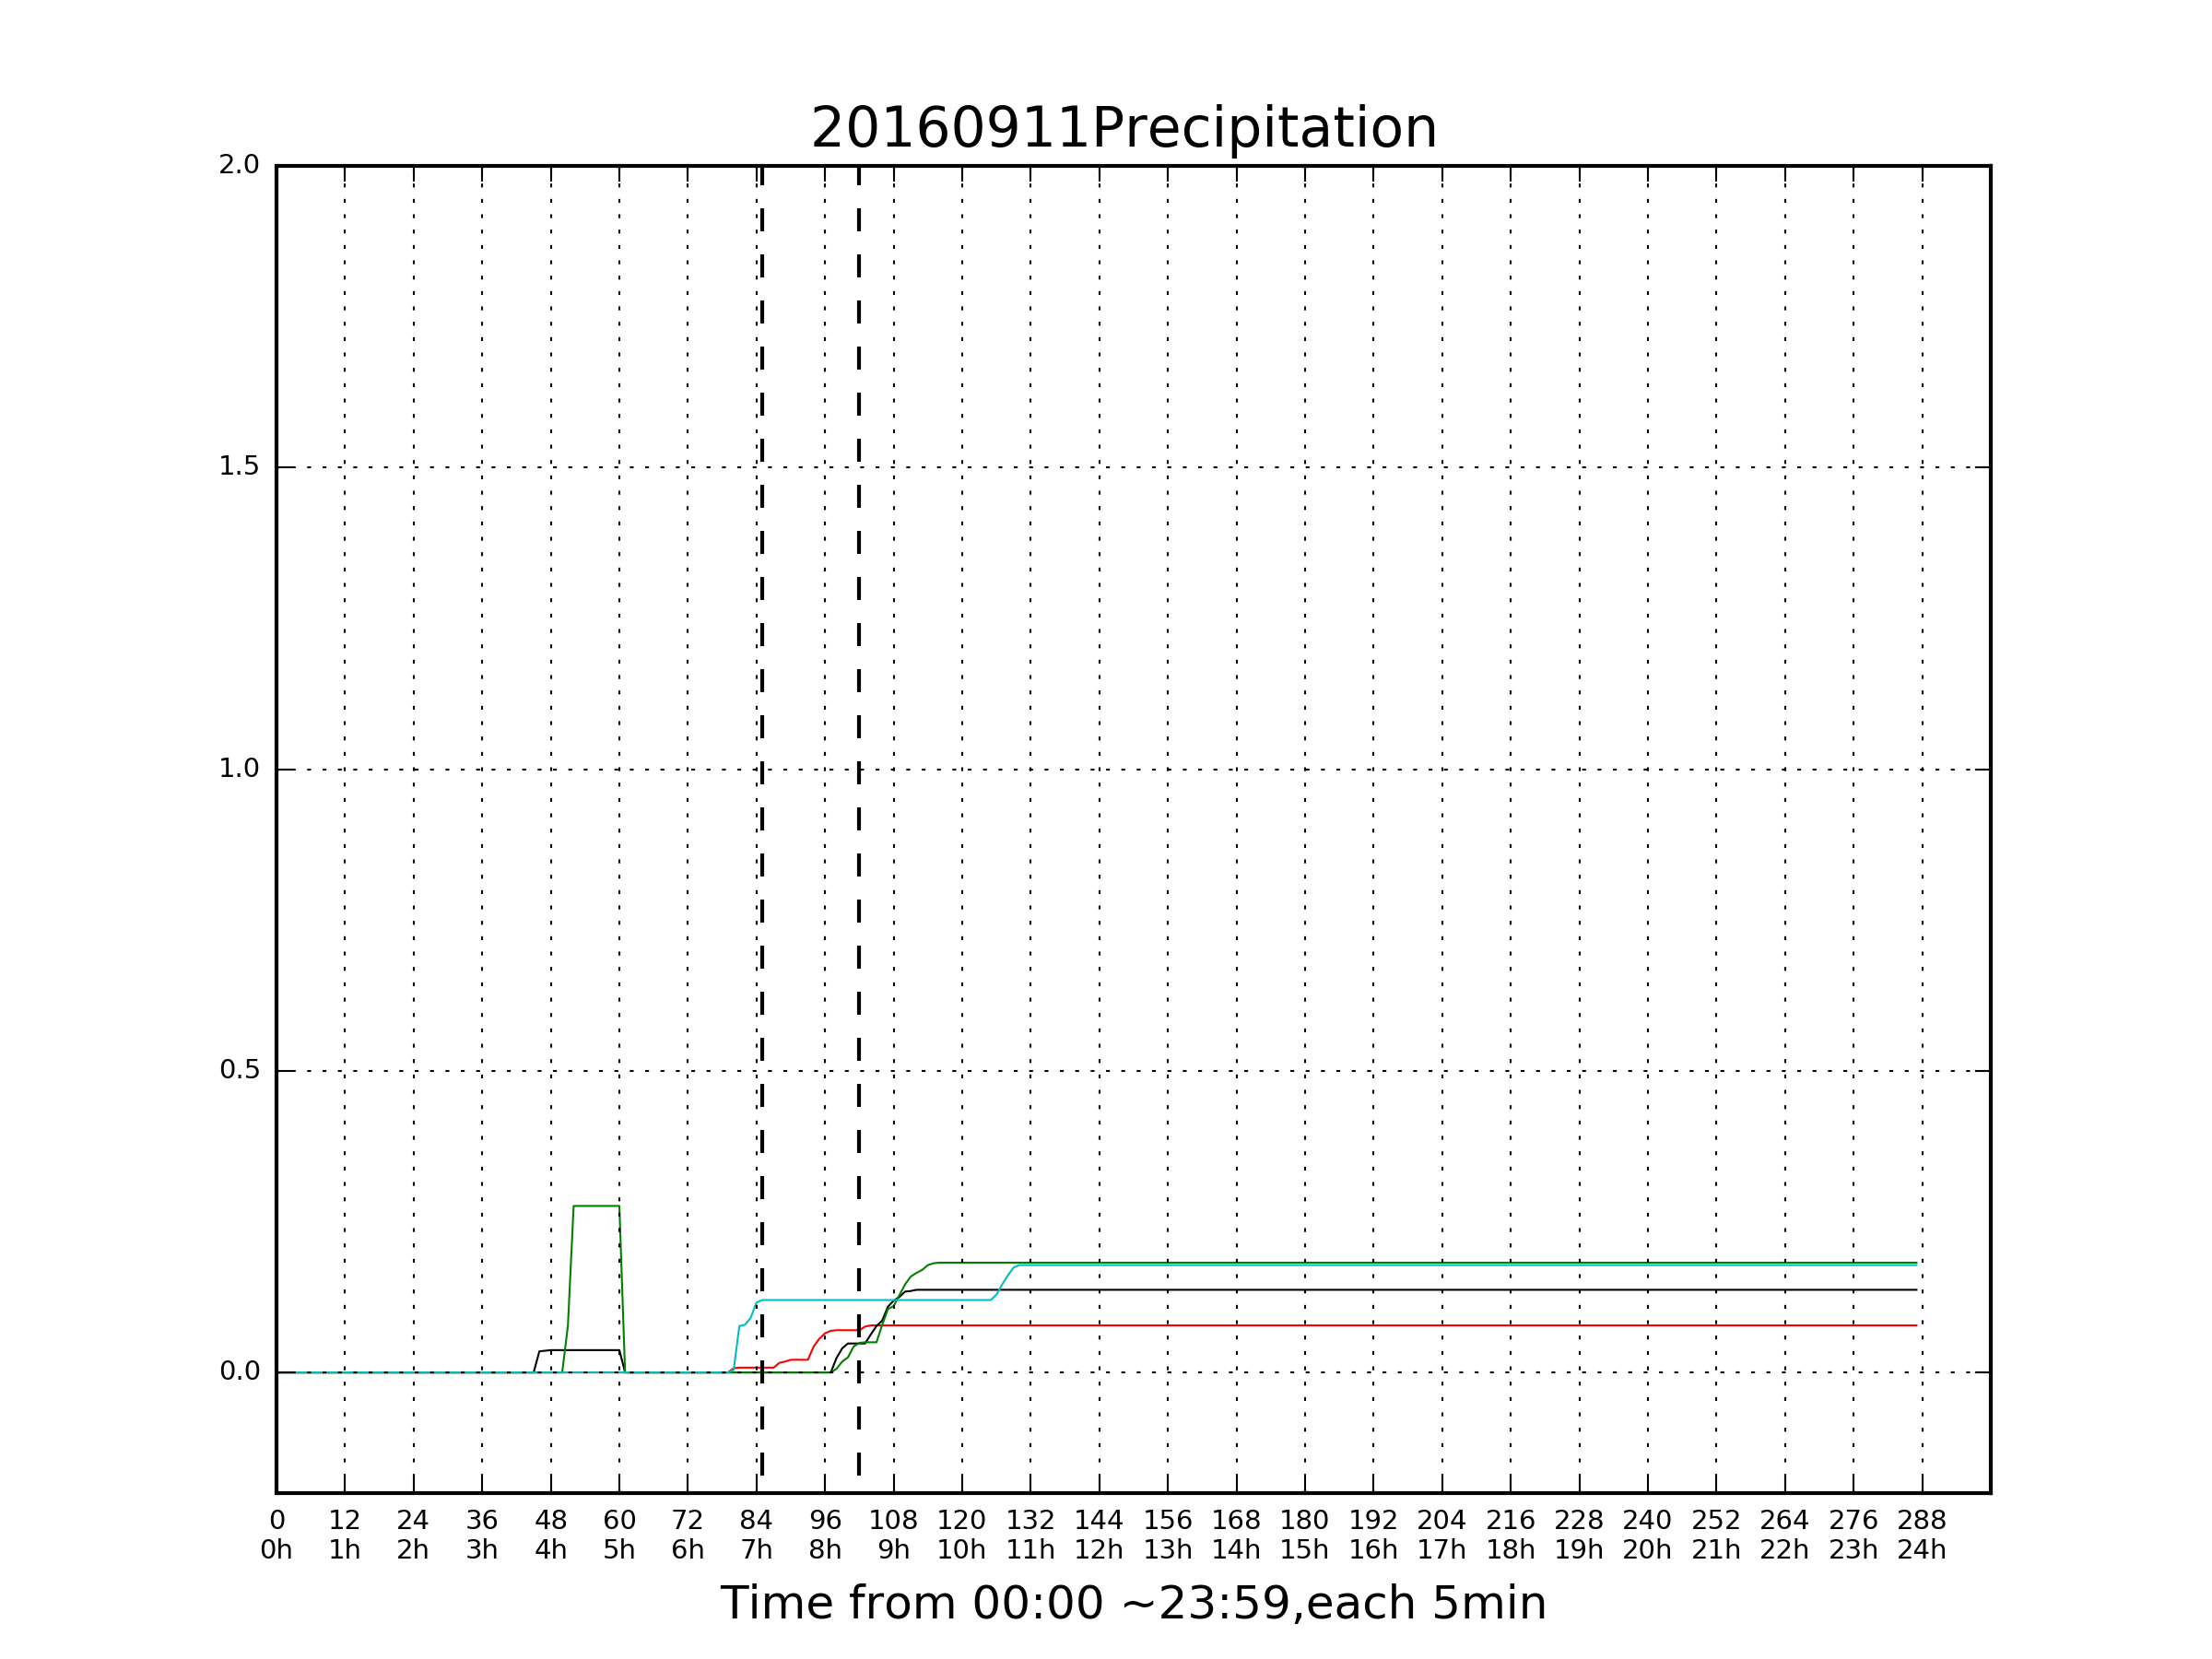 20160911Precipitation
2.0
1.5
1.0
0.5
0.0
0 12 24 36 48 60 72 84 96 108 120 132 144 156 168 180 192 204 216 228 240 252 264 276 288
0h 1h 2h 3h 4h 5h 6h 7h 8h 9h 10h 11h 12h 13h 14h 15h 16h 17h 18h 19h 20h 21h 22h 23h 24h
Time from 00:00 ~23:59,each 5min